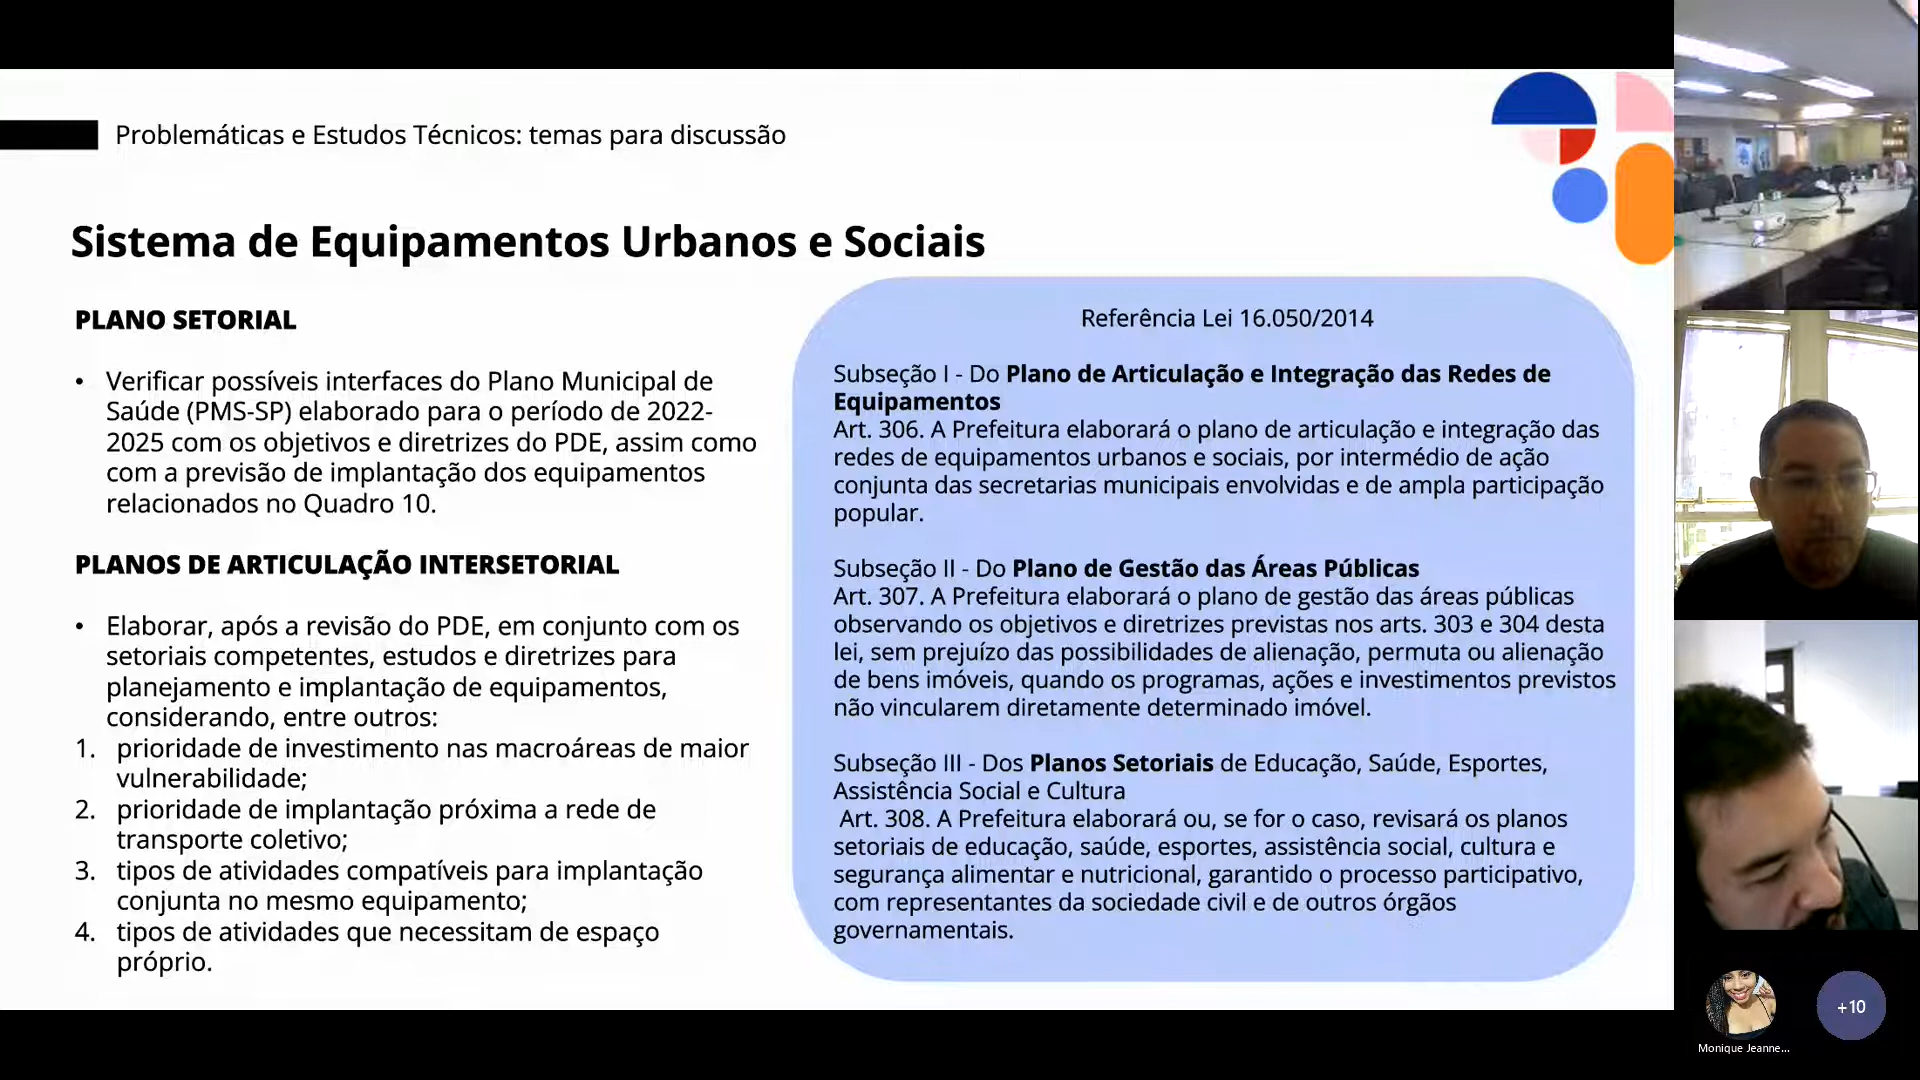 Problemáticas e Estudos Técnicos: temas para discussão
Sistema de Equipamentos Urbanos e Sociais
PLANO SETORIAL
• Verificar possíveis interfaces do Plano Municipal de
Saúde (PMS-SP) elaborado para o período de 2022-
2025 com os objetivos e diretrizes do PDE, assim como
com a previsão de implantação dos equipamentos
relacionados no Quadro 10.
PLANOS DE ARTICULAÇÃO INTERSETORIAL
• Elaborar, após a revisão do PDE, em conjunto com os
setoriais competentes, estudos e diretrizes para
planejamento e implantação de equipamentos,
considerando, entre outros:
1. prioridade de investimento nas macroáreas de maior
vulnerabilidade;
2. prioridade de implantação próxima a rede de
transporte coletivo;
3. tipos de atividades compatíveis para implantação
conjunta no mesmo equipamento;
4. tipos de atividades que necessitam de espaço
próprio.
Referência Lei 16.050/2014
Subseção I - Do Plano de Articulação e Integração das Redes de
Equipamentos
Art. 306. A Prefeitura elaborará o plano de articulação e integração das
redes de equipamentos urbanos e sociais, por intermédio de ação
conjunta das secretarias municipais envolvidas e de ampla participação
popular.
Subseção II - Do Plano de Gestão das Áreas Públicas
Art. 307. A Prefeitura elaborará o plano de gestão das áreas públicas
observando os objetivos e diretrizes previstas nos arts. 303 e 304 desta
lei, sem prejuízo das possibilidades de alienação, permuta ou alienação
de bens imóveis, quando os programas, ações e investimentos previstos
não vincularem diretamente determinado imóvel.
Subseção III - Dos Planos Setoriais de Educação, Saúde, Esportes,
Assistência Social e Cultura
Art. 308. A Prefeitura elaborará ou, se for o caso, revisará os planos
setoriais de educação, saúde, esportes, assistência social, cultura e
segurança alimentar e nutricional, garantido o processo participativo,
com representantes da sociedade civil e de outros órgãos
governamentais.
+10
Monique Jeanne...